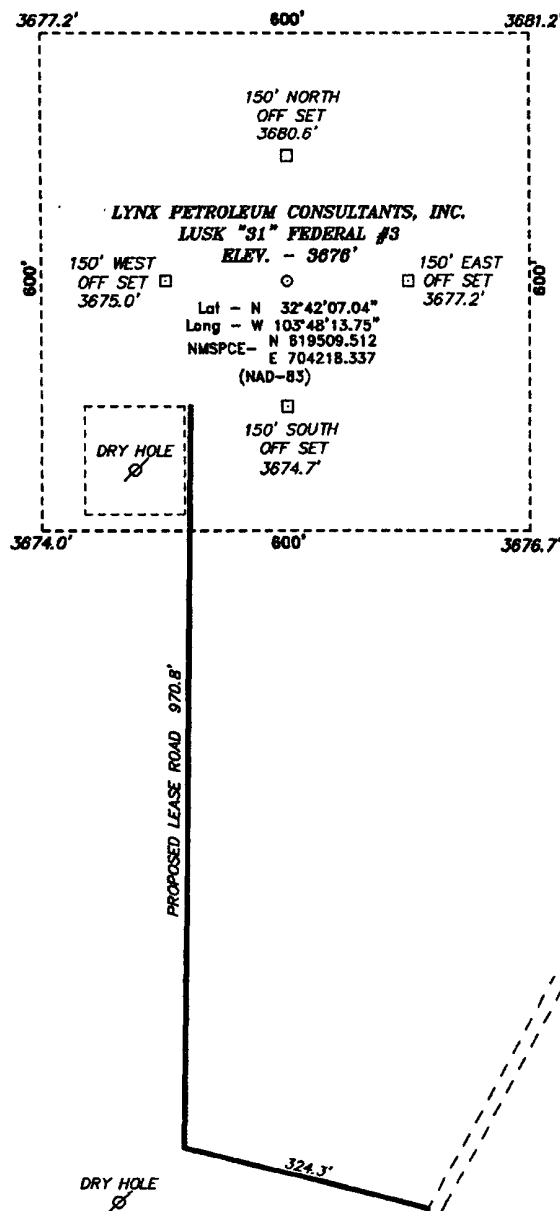 3677.2'
600'
3681.2'
150' NORTH
OFF SET
3680.6'
LYNX PETROLEUM CONSULTANTS, INC.
LUSK "31" FEDERAL #3
ELEV. - 3676'
150' WEST
OFF SET
3675.0'
600'
150' EAST
OFF SET
3677.2'
600'
Lat - N 32°42'07.04"
Long - W 103°48'13.75"
NMSPCE- N 619509.512
E 704218.337
(NAD-83)
150' SOUTH
OFF SET
3674.7'
DRY HOLE
3674.0'
600'
3676.7'
PROPOSED LEASE ROAD 970.8'
324.3'
DRY HOLE